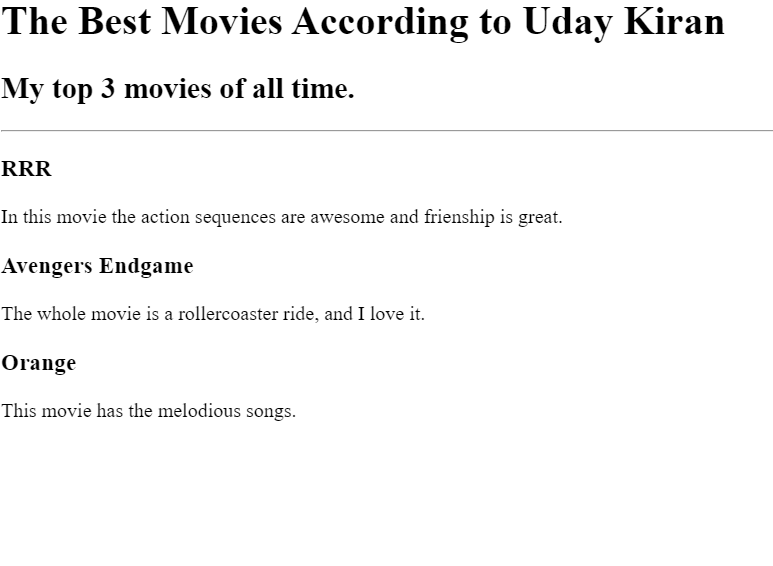 The Best Movies According to Uday Kiran
My top 3 movies of all time.
RRR
In this movie the action sequences are awesome and frienship is great.
Avengers Endgame
The whole movie is a rollercoaster ride, and I love it.
Orange
This movie has the melodious songs.